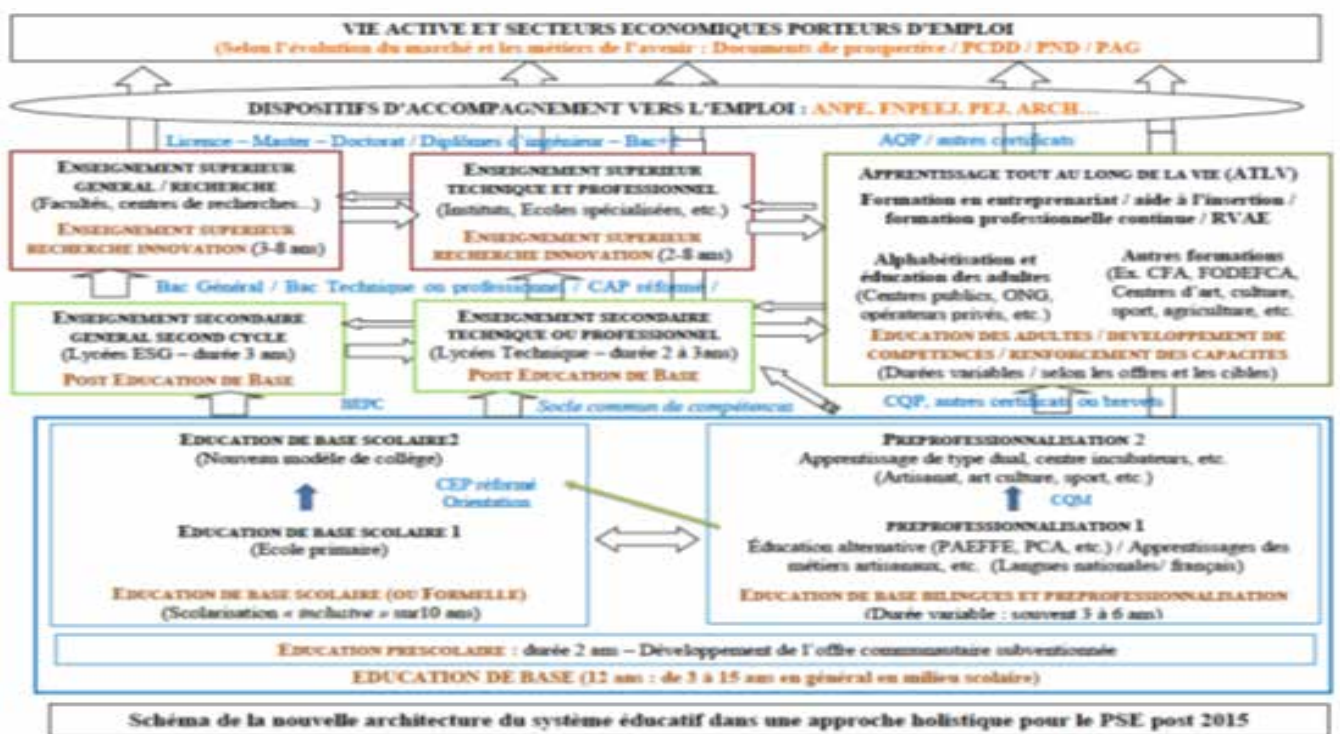 VIE ACTIVE ET SECTEURS ECONOMIQUES PORTEURS D'EMPLOI
(Selon l'évolution du marché et les métiers de l'avenir : Documents de prospective / PCDD / PND / PAG
DISPOSITIFS D'ACCOMPAGNEMENT VERS L'EMPLOI : ANPE, FNPEEJ, PEJ, ARCH…
Licence – Master – Doctorat / Diplômes d'ingénieur – Bac+2
AQP / autres certificats
ENSEIGNEMENT SUPERIEUR
GENERAL / RECHERCHE
(Facultés, centres de recherches...)
ENSEIGNEMENT SUPERIEUR
RECHERCHE INNOVATION (3-8 ans)
ENSEIGNEMENT SUPERIEUR
TECHNIQUE ET PROFESSIONNEL
(Instituts, Ecoles spécialisées, etc.)
ENSEIGNEMENT SUPERIEUR
RECHERCHE INNOVATION (2-8 ans)
APPRENTISSAGE TOUT AU LONG DE LA VIE (ATLV)
Formation en entreprenariat / aide à l'insertion /
formation professionnelle continue / RVAE
Alphabétisation et
éducation des adultes
(Centres publics, ONG,
opérateurs privés, etc.)
Autres formations
(Ex. CFA, FODEFCA,
Centres d'art, culture,
sport, agriculture, etc.
EDUCATION DES ADULTES / DEVELOPPEMENT DE
COMPETENCES / RENFORCEMENT DES CAPACITES
(Durées variables / selon les offres et les cibles)
Bac Général / Bac Technique ou professionnel / CAP réformé /
ENSEIGNEMENT SECONDAIRE
GENERAL SECOND CYCLE
(Lycées ESG – durée 3 ans)
POST EDUCATION DE BASE
ENSEIGNEMENT SECONDAIRE
TECHNIQUE OU PROFESSIONNEL
(Lycées Technique – durée 2 à 3ans)
POST EDUCATION DE BASE
BEPC
Socle commun de compétences
CQP, autres certificats ou brevets
EDUCATION DE BASE SCOLAIRE2
(Nouveau modèle de collège)
CEP réformé
Orientation
EDUCATION DE BASE SCOLAIRE 1
(Ecole primaire)
EDUCATION DE BASE SCOLAIRE (OU FORMELLE)
(Scolarisation « inclusive » sur10 ans)
PREPROFESSIONNALISATION 2
Apprentissage de type dual, centre incubateurs, etc.
(Artisanat, art culture, sport, etc.)
CQM
PREPROFESSIONNALISATION 1
Éducation alternative (PAEFFE, PCA, etc.) / Apprentissages des
métiers artisanaux, etc. (Langues nationales/ français)
EDUCATION DE BASE BILINGUES ET PREPROFESSIONNALISATION
(Durée variable : souvent 3 à 6 ans)
EDUCATION PRESCOLAIRE : durée 2 ans – Développement de l'offre communautaire subventionnée
EDUCATION DE BASE (12 ans : de 3 à 15 ans en général en milieu scolaire)
Schéma de la nouvelle architecture du système éducatif dans une approche holistique pour le PSE post 2015